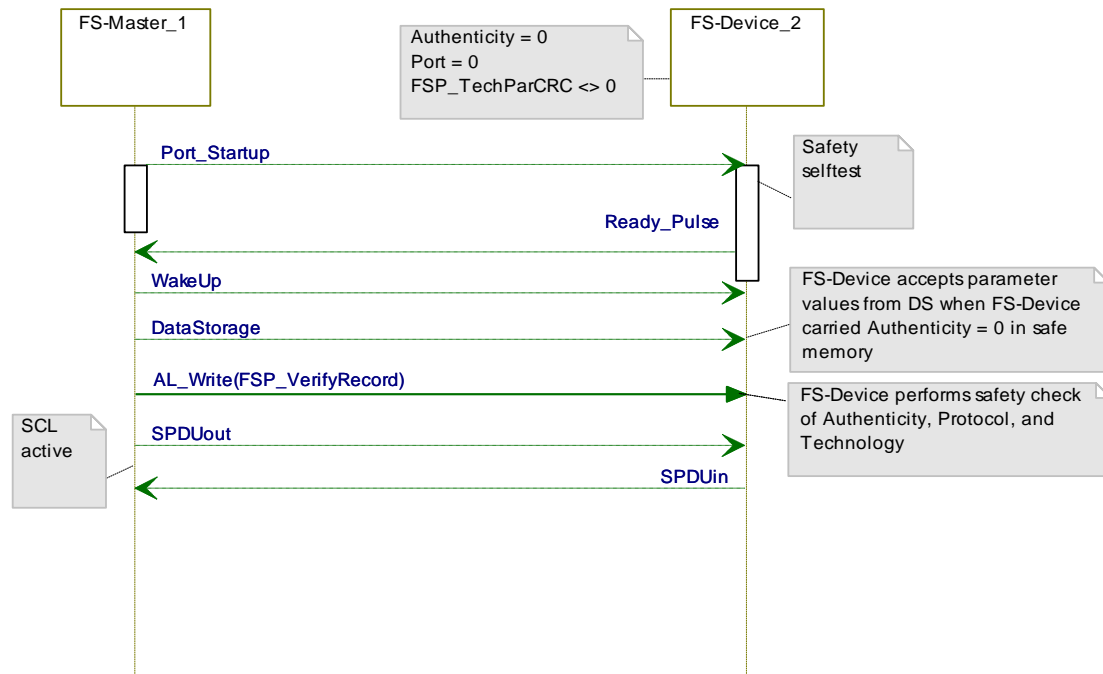 FS-Master_1
FS-Device_2
Authenticity = 0
Port = 0
FSP_TechParCRC <> 0
Port_Startup
Safety
selftest
Ready_Pulse
WakeUp
FS-Device accepts parameter
values from DS when FS-Device
carried Authenticity = 0 in safe
memory
DataStorage
AL_Write(FSP_VerifyRecord)
FS-Device performs safety check
of Authenticity, Protocol, and
Technology
SCL
active
SPDUout
SPDUin